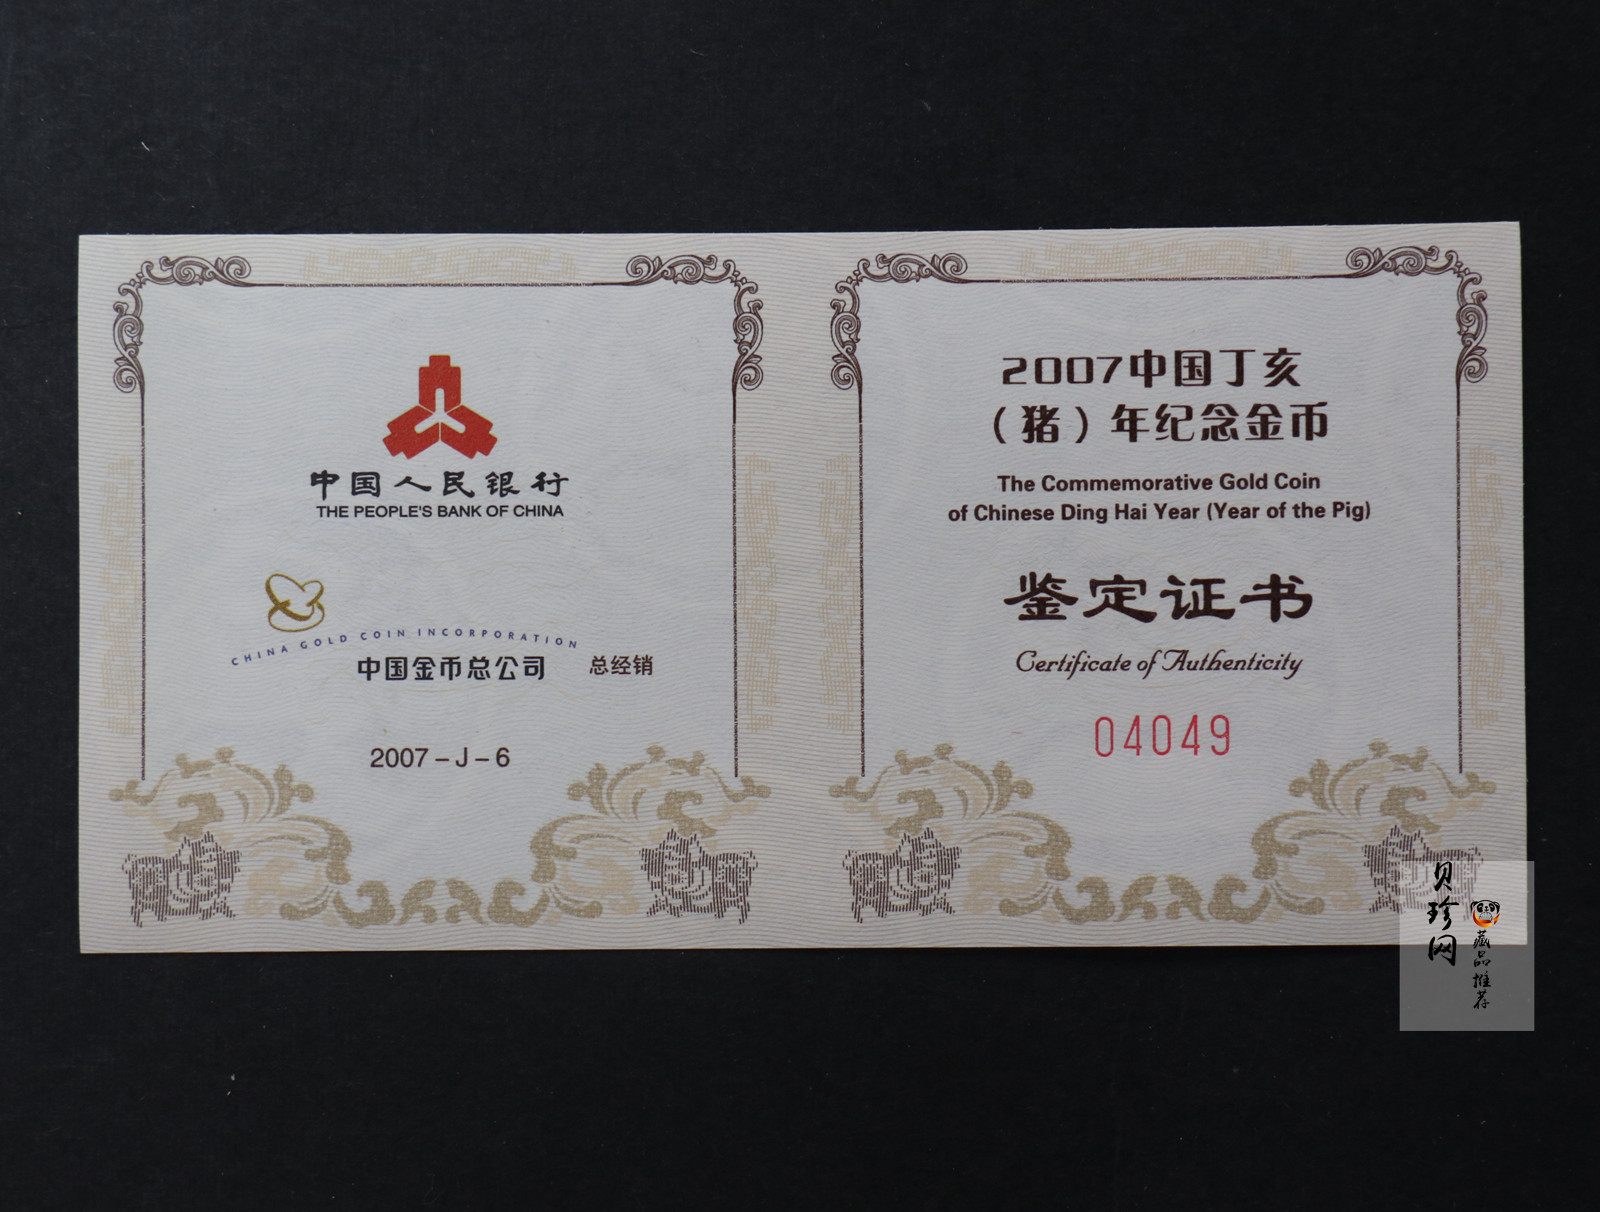 中国人民银行
THE PEOPLE'S BANK OF CHINA
CHINA GOLD COIN INCORPORATION
中国金币总公司 总经销
2007-J-6
2007中国丁亥
（猪）年纪念金币
The Commemorative Gold Coin
of Chinese Ding Hai Year (Year of the Pig)
鉴定证书
Certificate of Authenticity
04049
贝珍网
藏品推荐